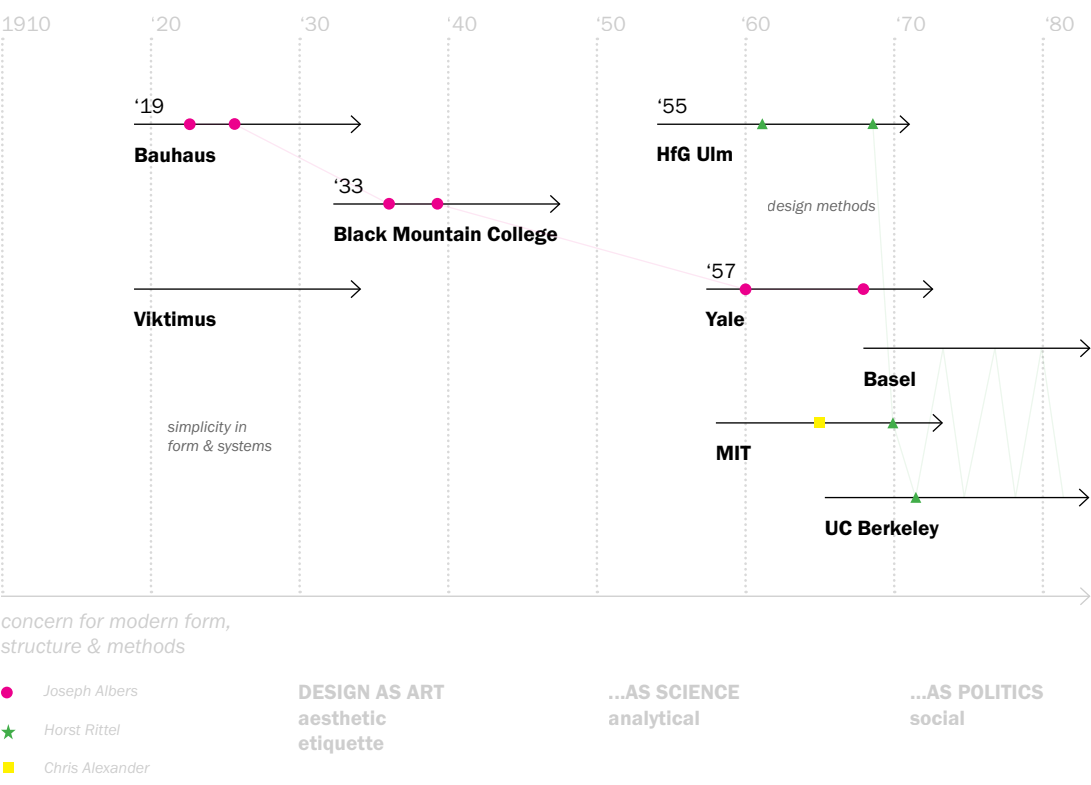 1910 ‘20 ‘30 ‘40 ‘50 ‘60 ‘70 ‘80
‘19
Bauhaus
‘55
HfG Ulm
‘33
Black Mountain College
design methods
‘57
Yale
Viktimus
Basel
simplicity in
form & systems
MIT
UC Berkeley
concern for modern form,
structure & methods
Joseph Albers
Horst Rittel
Chris Alexander
DESIGN AS ART
aesthetic
etiquette
...AS SCIENCE
analytical
...AS POLITICS
social